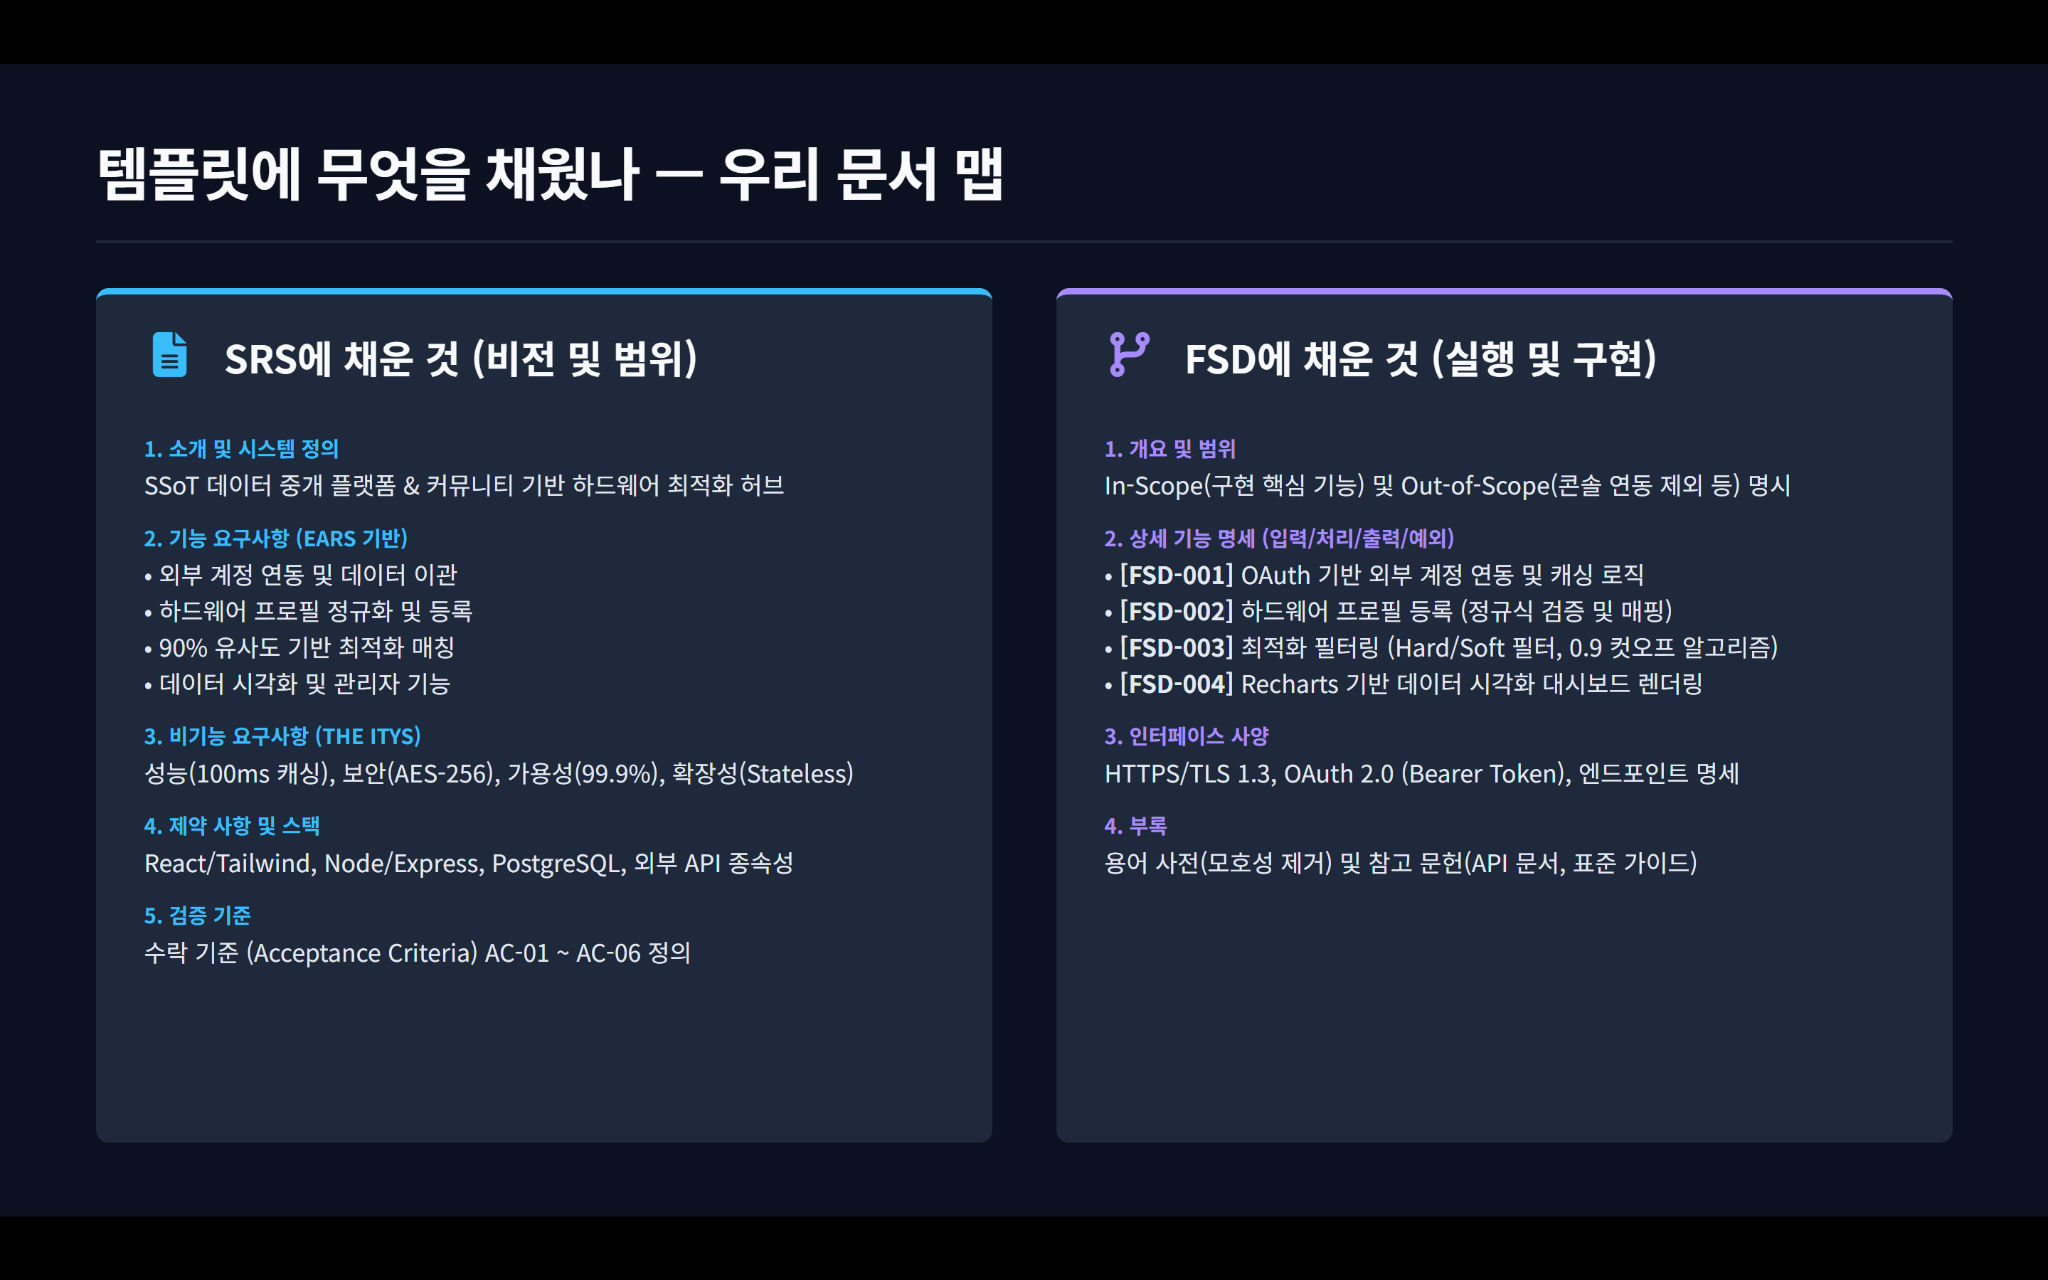 템플릿에 무엇을 채웠나 — 우리 문서 맵
SRS에 채운 것 (비전 및 범위)
1. 소개 및 시스템 정의
SSoT 데이터 중개 플랫폼 & 커뮤니티 기반 하드웨어 최적화 허브
2. 기능 요구사항 (EARS 기반)
• 외부 계정 연동 및 데이터 이관
• 하드웨어 프로필 정규화 및 등록
• 90% 유사도 기반 최적화 매칭
• 데이터 시각화 및 관리자 기능
3. 비기능 요구사항 (THE ITYS)
성능(100ms 캐싱), 보안(AES-256), 가용성(99.9%), 확장성(Stateless)
4. 제약 사항 및 스택
React/Tailwind, Node/Express, PostgreSQL, 외부 API 종속성
5. 검증 기준
수락 기준 (Acceptance Criteria) AC-01 ~ AC-06 정의
FSD에 채운 것 (실행 및 구현)
1. 개요 및 범위
In-Scope(구현 핵심 기능) 및 Out-of-Scope(콘솔 연동 제외 등) 명시
2. 상세 기능 명세 (입력/처리/출력/예외)
• [FSD-001] OAuth 기반 외부 계정 연동 및 캐싱 로직
• [FSD-002] 하드웨어 프로필 등록 (정규식 검증 및 매핑)
• [FSD-003] 최적화 필터링 (Hard/Soft 필터, 0.9 컷오프 알고리즘)
• [FSD-004] Recharts 기반 데이터 시각화 대시보드 렌더링
3. 인터페이스 사양
HTTPS/TLS 1.3, OAuth 2.0 (Bearer Token), 엔드포인트 명세
4. 부록
용어 사전(모호성 제거) 및 참고 문헌(API 문서, 표준 가이드)